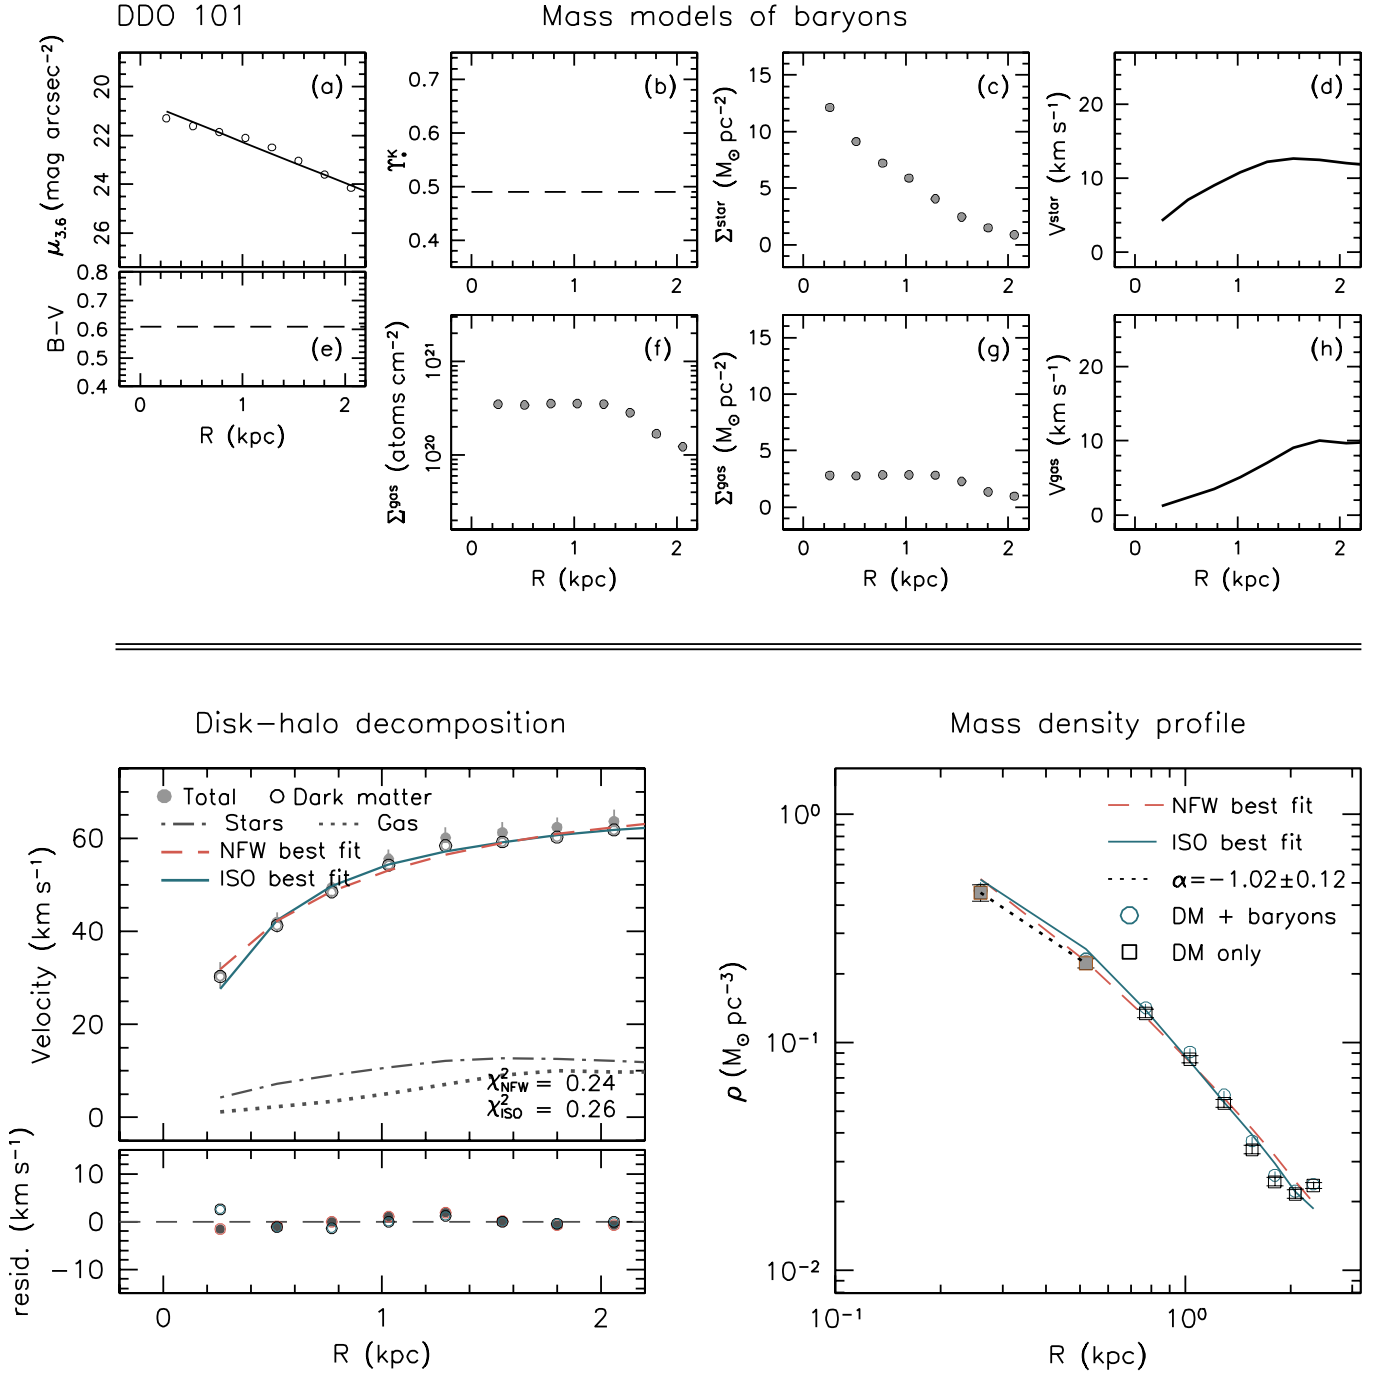 DDO 101
Mass models of baryons
μ3.6 (mag arcsec−2)
20
22
24
26
(a)
B−V
0.8
0.7
0.6
0.5
0.4
(e)
0 1 2
R (kpc)
ϒ⋆K
0.7
0.6
0.5
0.4
(b)
0 1 2
Σstar (M⊙ pc−2)
15
10
5
0
(c)
0 1 2
Vstar (km s−1)
20
10
0
(d)
0 1 2
Σgas (atoms cm−2)
10²¹
10²⁰
(f)
0 1 2
R (kpc)
Σgas (M⊙ pc−2)
15
10
5
0
(g)
0 1 2
R (kpc)
Vgas (km s−1)
20
10
0
(h)
0 1 2
R (kpc)
Disk−halo decomposition
Total Dark matter
Stars Gas
NFW best fit
ISO best fit
Velocity (km s−1)
60
40
20
0
χ²NFW = 0.24
χ²ISO = 0.26
resid. (km s−1)
10
0
−10
0 1 2
R (kpc)
Mass density profile
NFW best fit
ISO best fit
α=−1.02±0.12
DM + baryons
DM only
ρ (M⊙ pc−3)
10⁰
10⁻¹
10⁻²
10⁻¹ 10⁰
R (kpc)